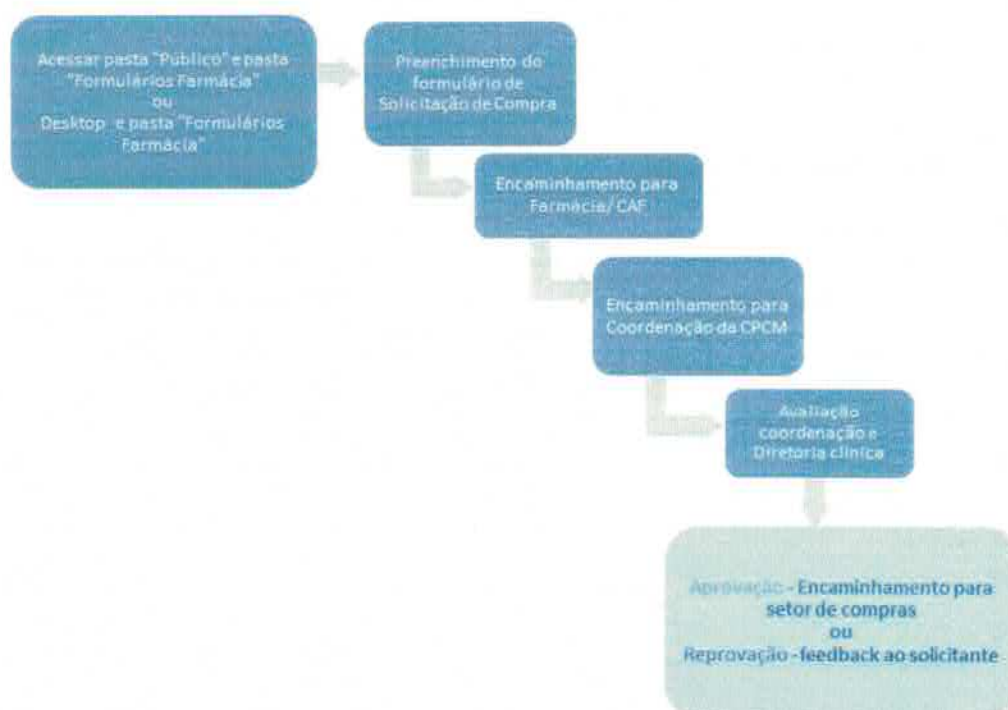 Acessar pasta "Público" e pasta
"Formulários Farmácia"
ou
Desktop e pasta "Formulários
Farmácia"
Preenchimento do
formulário de
Solicitação de Compra
Encaminhamento para
Farmácia/ CAF
Encaminhamento para
Coordenação da CPCM
Avaliação
coordenação e
Diretoria clínica
Aprovação - Encaminhamento para
setor de compras
ou
Reprovação - feedback ao solicitante